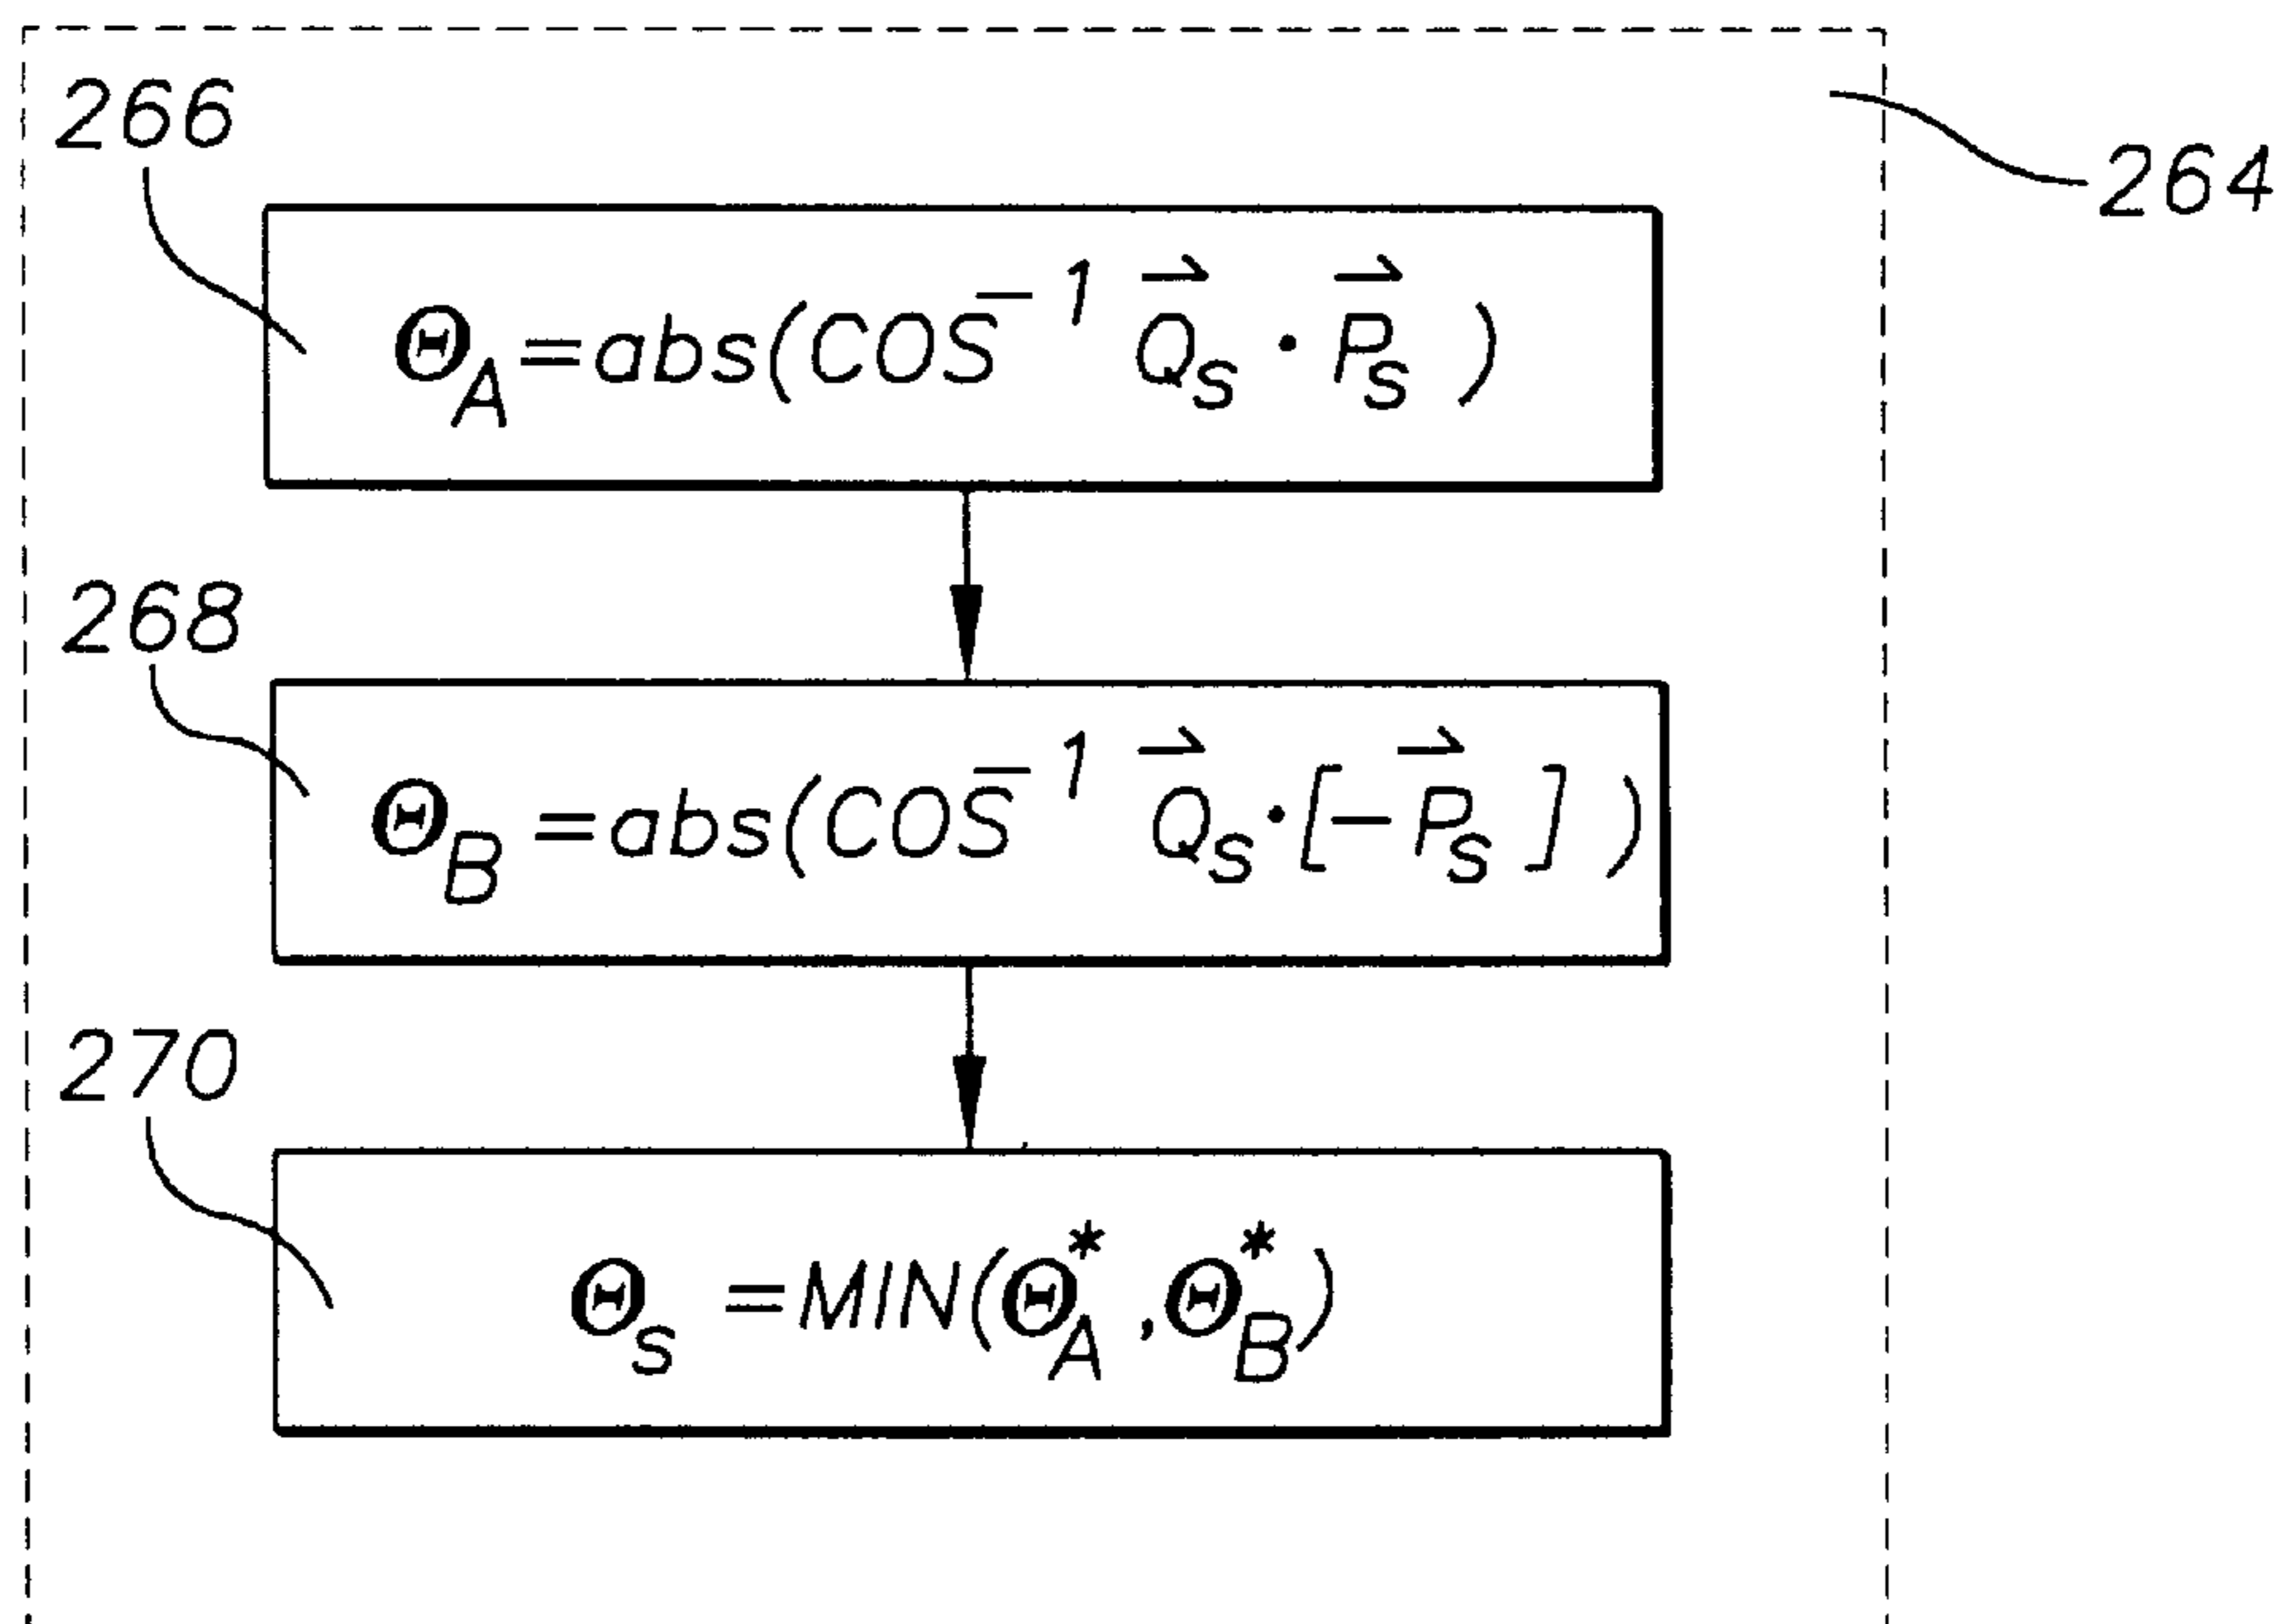 266
264
Θ_A = abs(COS⁻¹ Q⃗_S · P⃗_S )
268
Θ_B = abs(COS⁻¹ Q⃗_S · [− P⃗_S ] )
270
Θ_S = MIN(Θ*_A , Θ*_B)